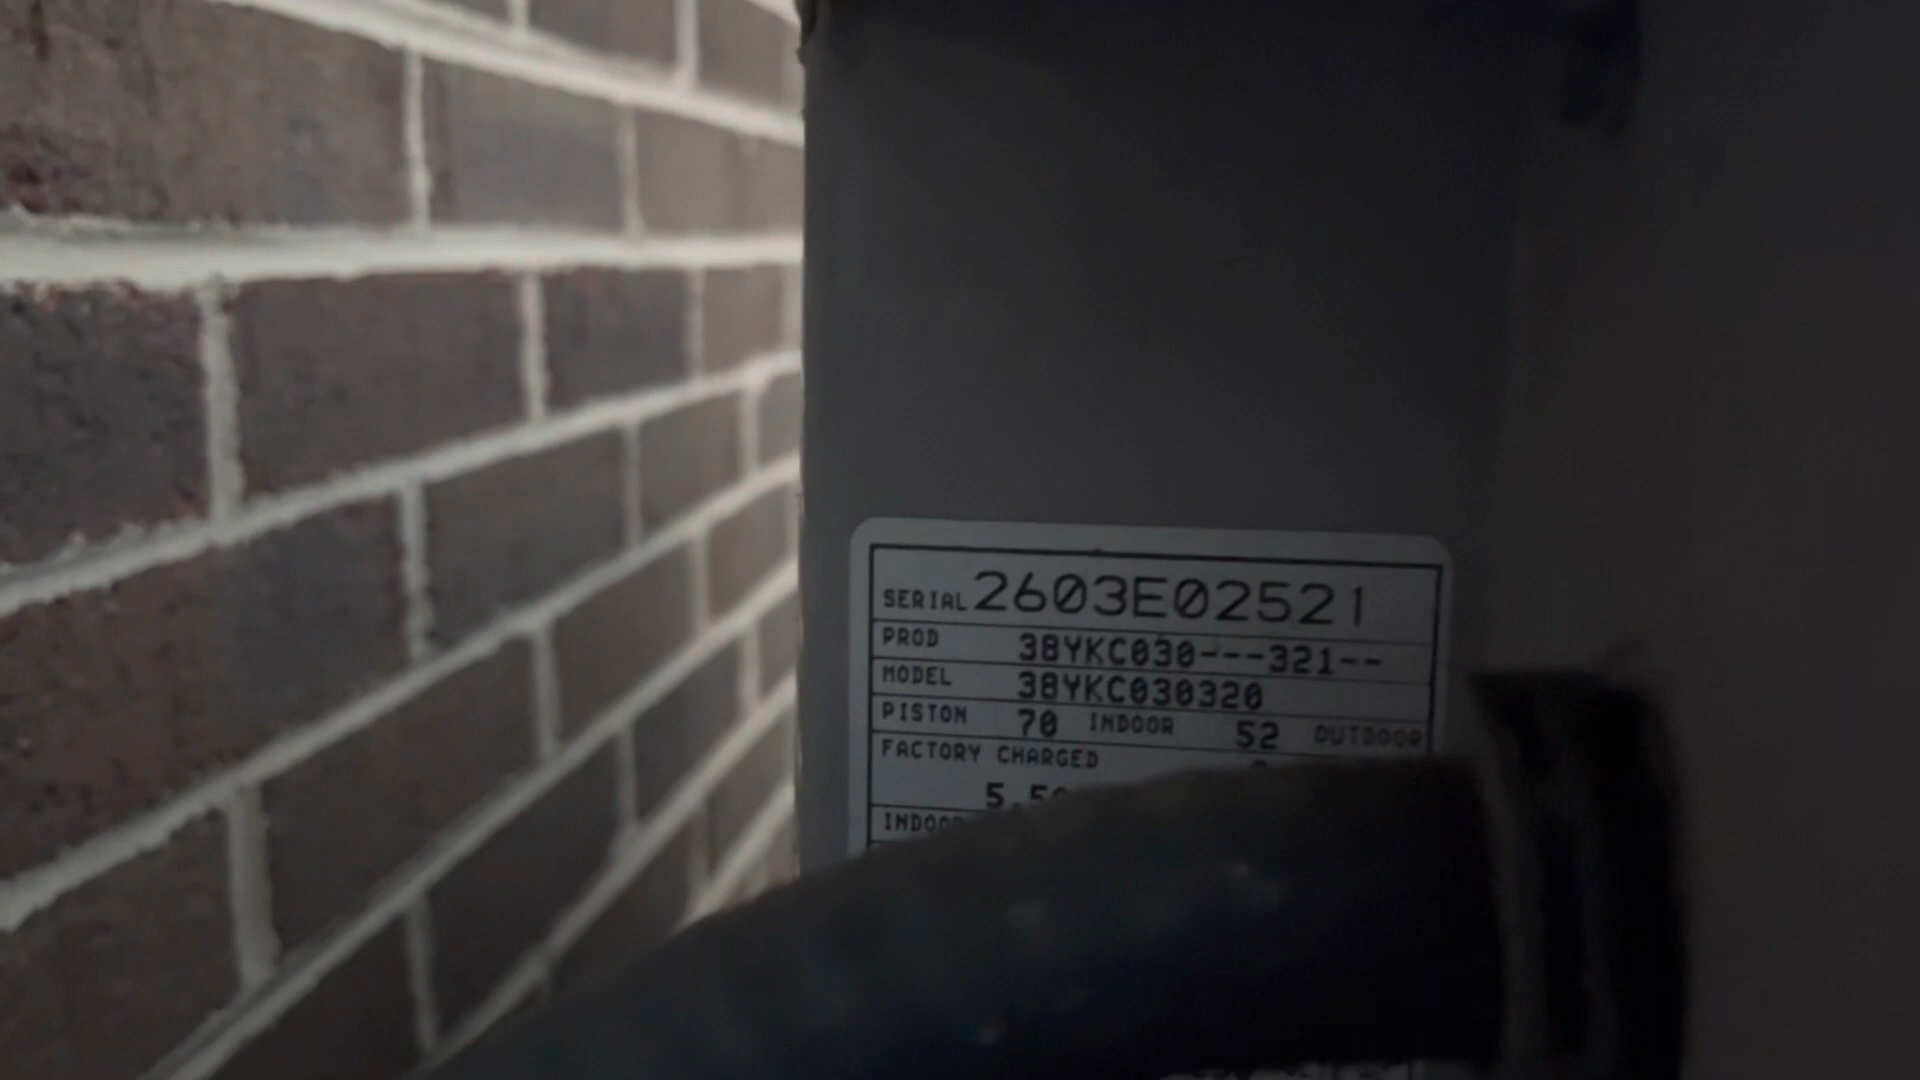 SERIAL 2603E02521
PROD 38YKC030---321--
MODEL 38YKC030320
PISTON 70 INDOOR 52 OUTDOOR
FACTORY CHARGED